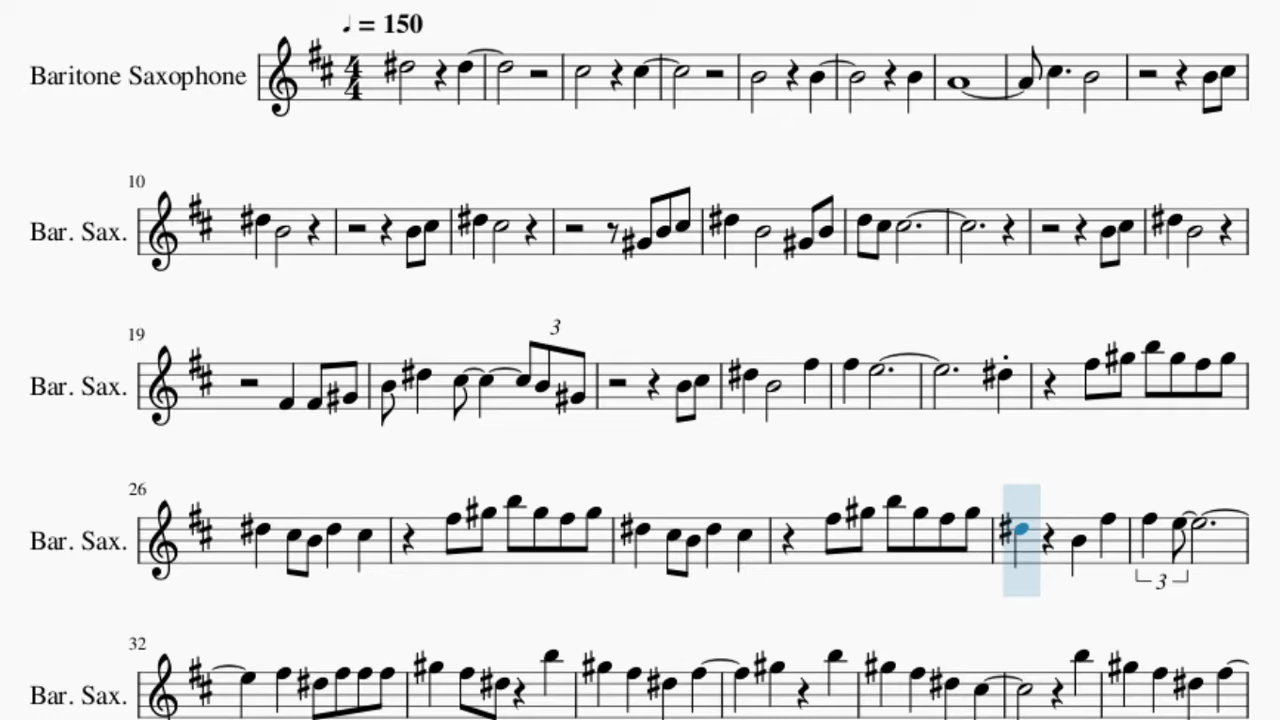 ♩ = 150
Baritone Saxophone
4
4
10
Bar. Sax.
19
3
Bar. Sax.
26
Bar. Sax.
3
32
Bar. Sax.